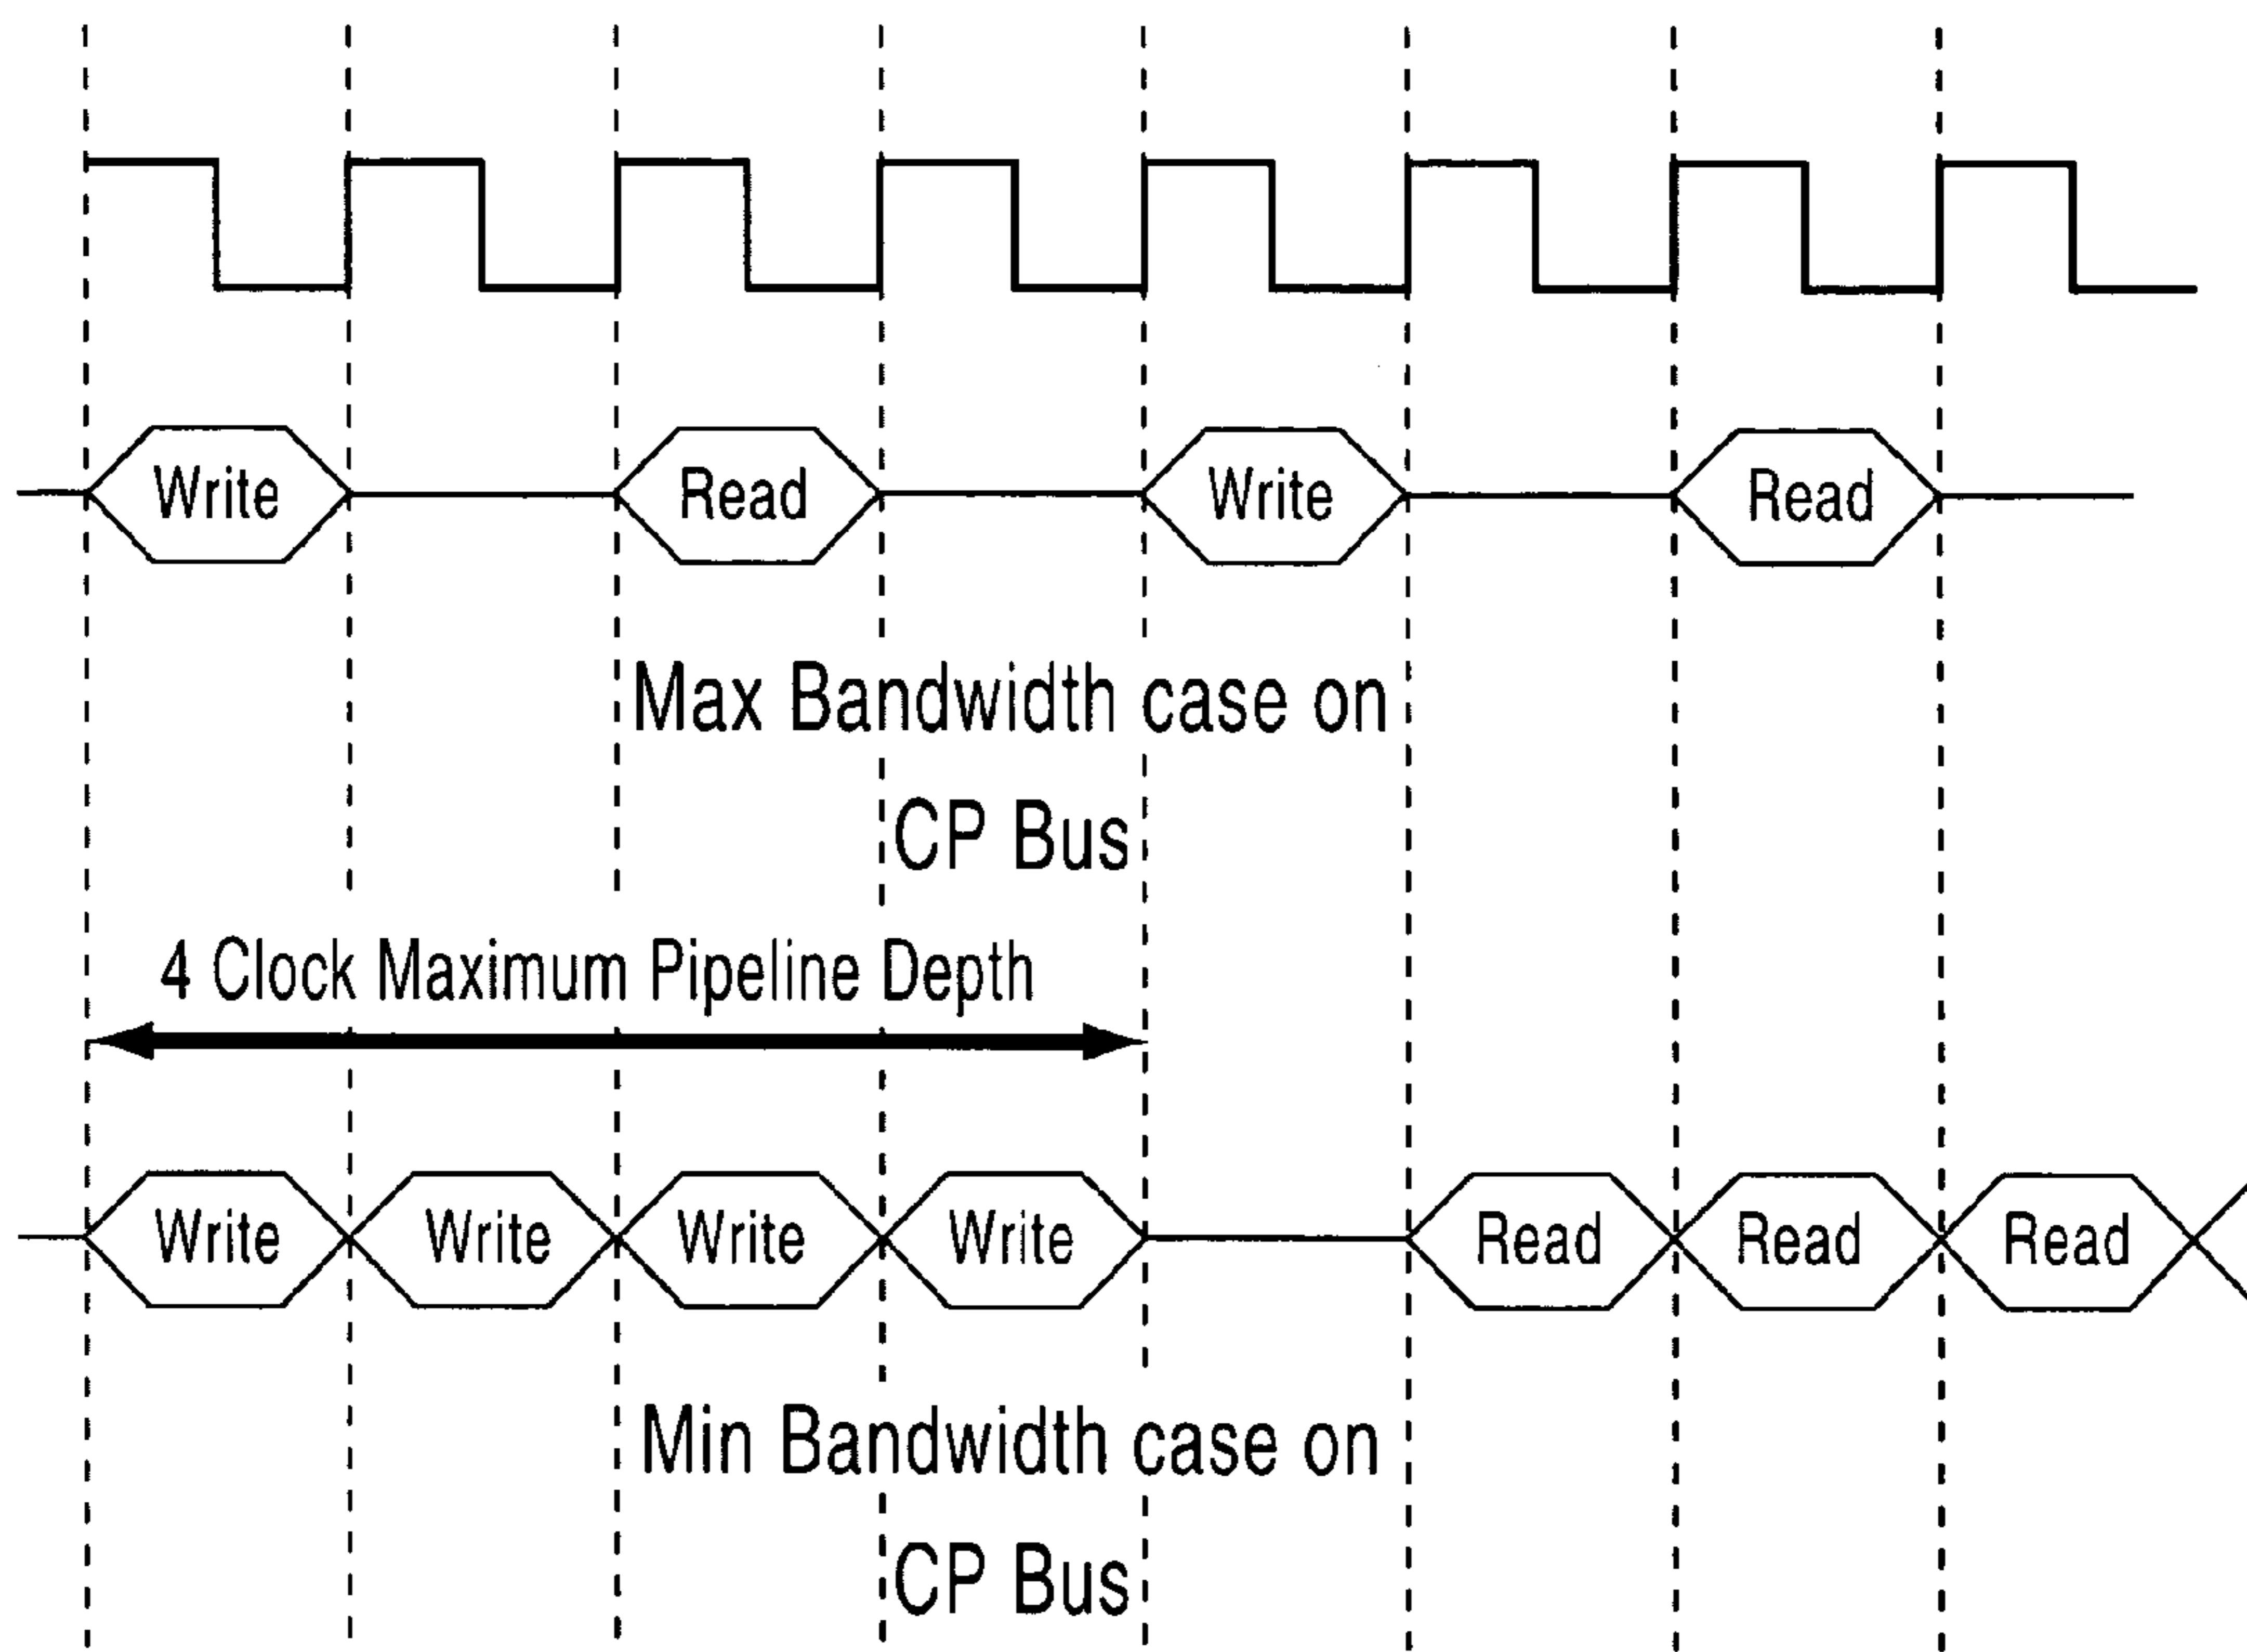 Write Read Write Read
Max Bandwidth case on
CP Bus
4 Clock Maximum Pipeline Depth
Write Write Write Write Read Read Read
Min Bandwidth case on
CP Bus